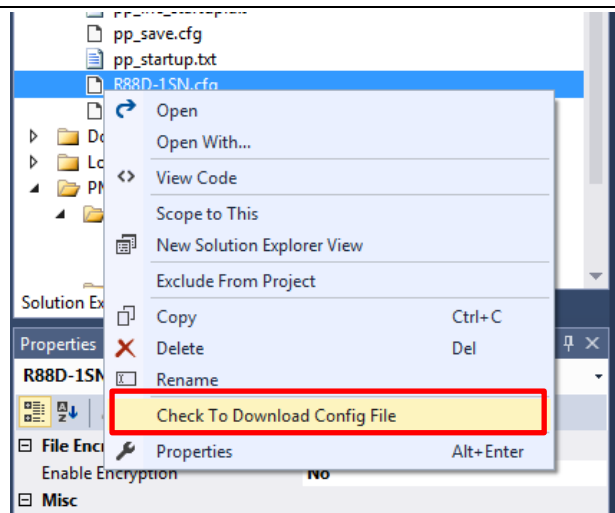 pp_save.cfg
pp_startup.txt
R88D-1SN.cfg
Open
Open With...
View Code
Scope to This
New Solution Explorer View
Exclude From Project
Solution Ex
Copy Ctrl+C
Properties
Delete Del
R88D-1SN
Rename
Check To Download Config File
File Enc
Properties Alt+Enter
Enable Encryption No
Misc